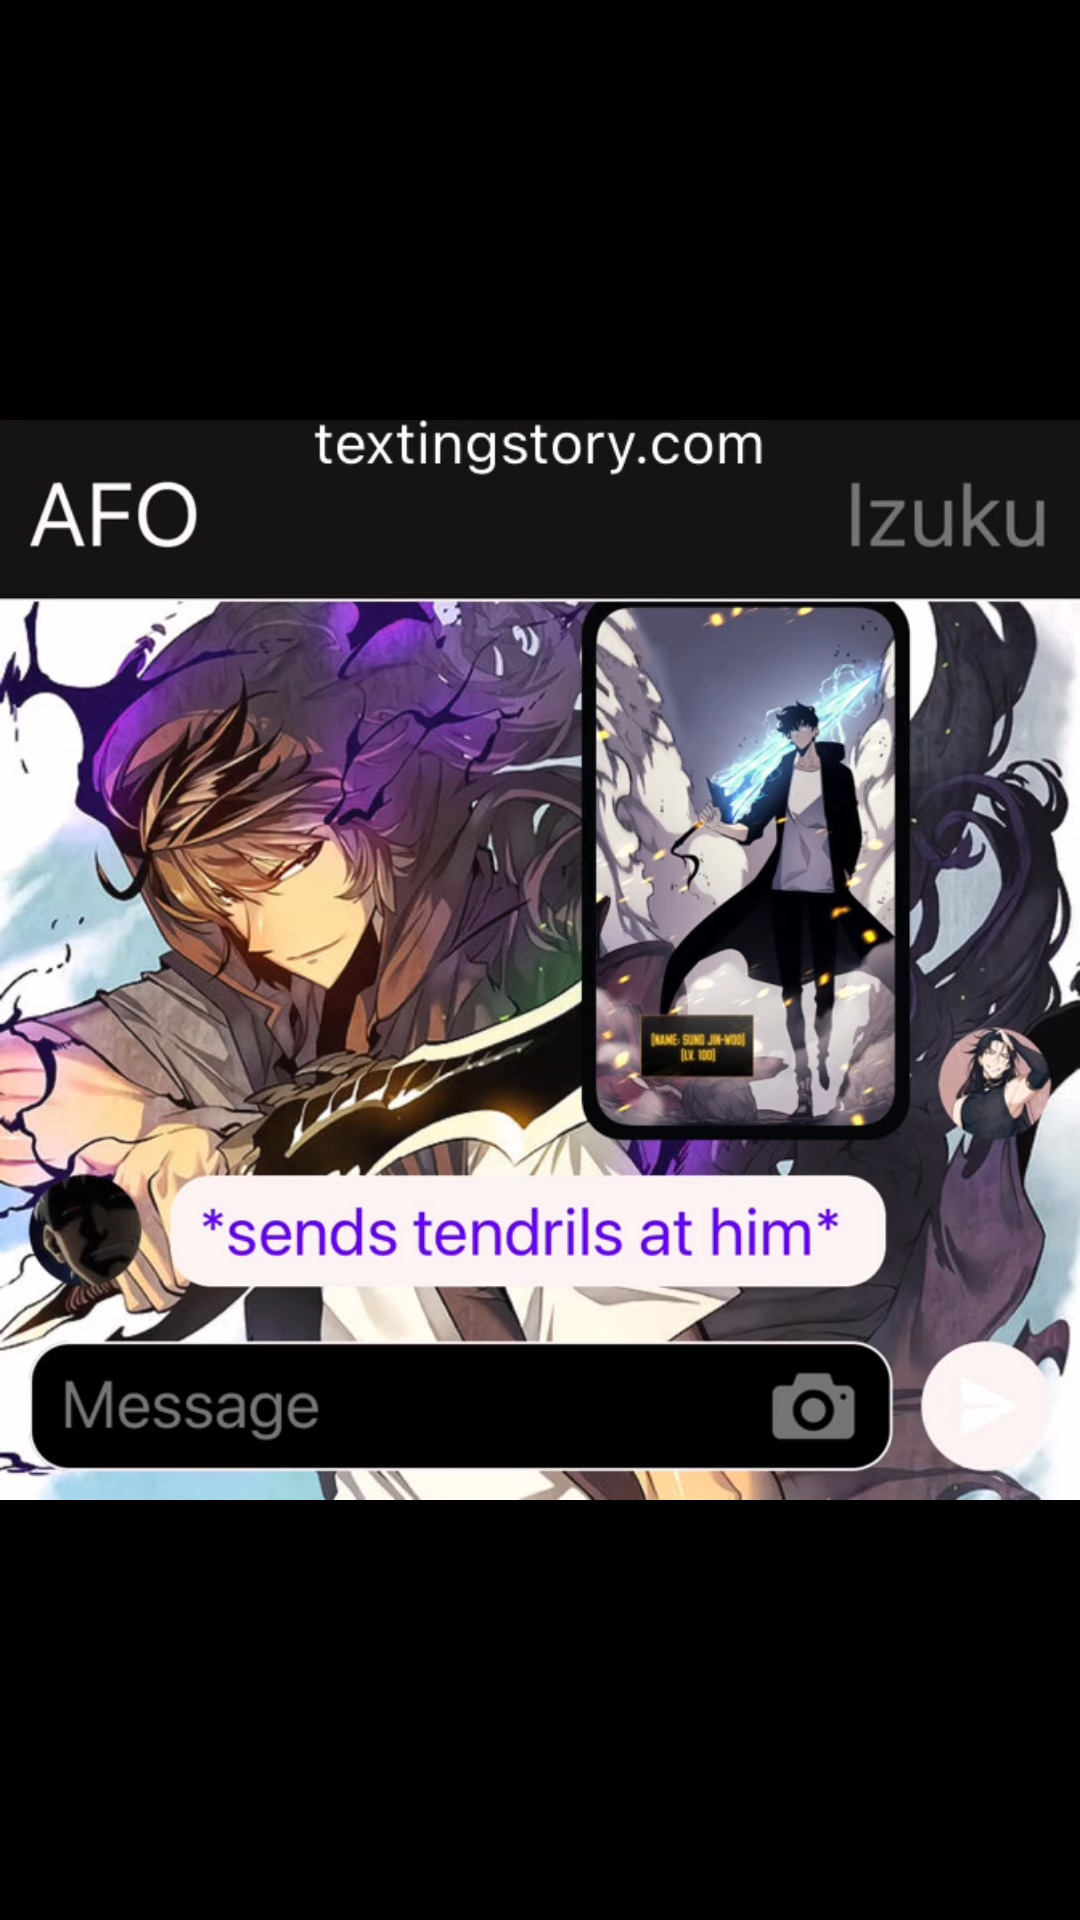 textingstory.com
AFO
Izuku
[NAME: SUNG JIN-WOO]
[LV. 100]
*sends tendrils at him*
Message